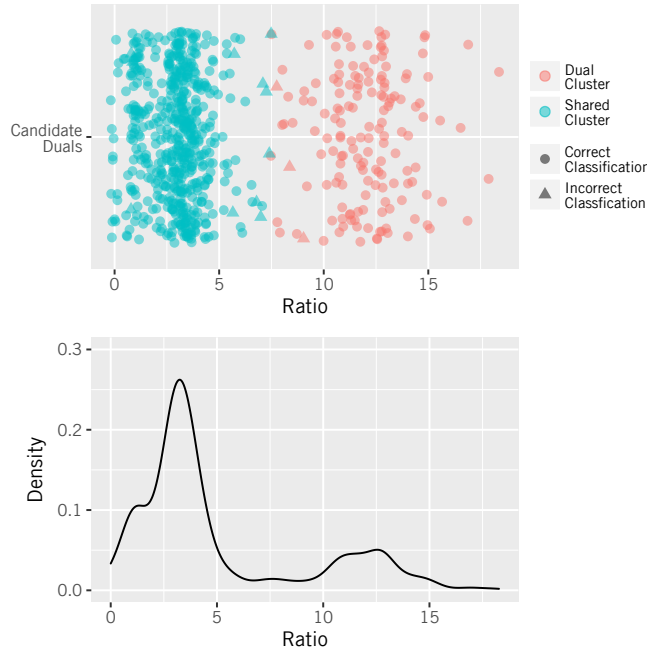 Candidate
Duals
0 5 10 15
Ratio
Dual
Cluster
Shared
Cluster
Correct
Classification
Incorrect
Classfication
0.3
0.2
0.1
0.0
Density
0 5 10 15
Ratio